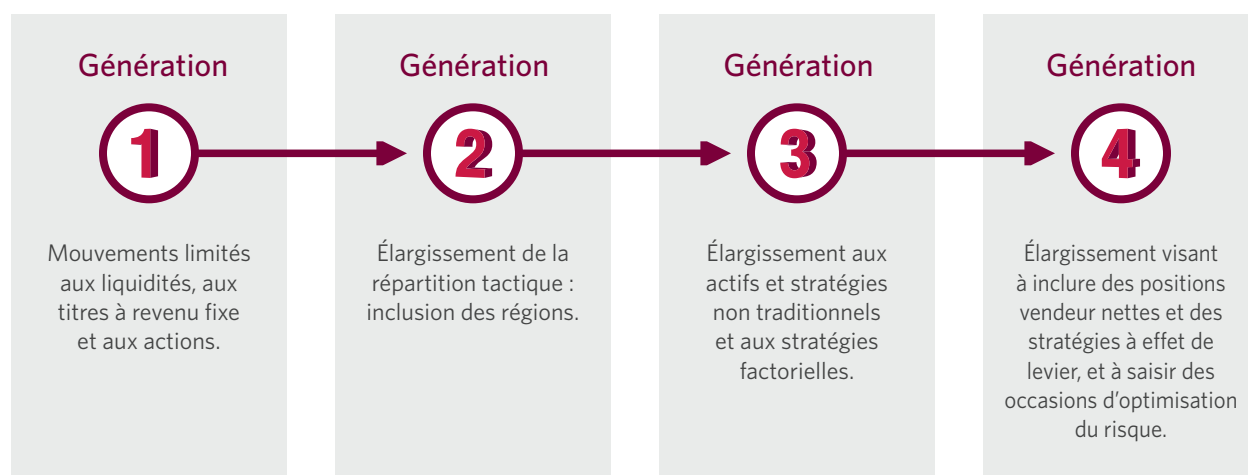 Génération
1
Mouvements limités
aux liquidités, aux
titres à revenu fixe
et aux actions.
Génération
2
Élargissement de la
répartition tactique :
inclusion des régions.
Génération
3
Élargissement aux
actifs et stratégies
non traditionnels
et aux stratégies
factorielles.
Génération
4
Élargissement visant
à inclure des positions
vendeur nettes et des
stratégies à effet de
levier, et à saisir des
occasions d’optimisation
du risque.